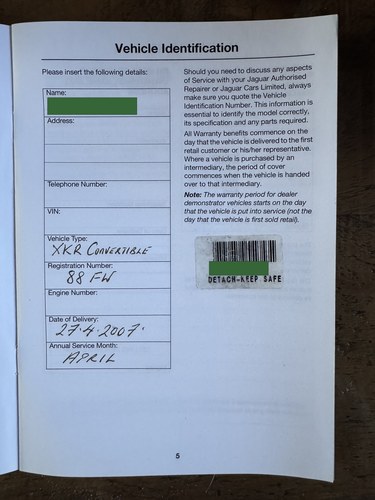 Vehicle Identification
Please insert the following details:
Name:
Address:
Telephone Number:
VIN:
Vehicle Type:
XKR CONVERTIBLE
Registration Number:
88 FW
Engine Number:
Date of Delivery:
27.4.2007.
Annual Service Month:
APRIL
Should you need to discuss any aspects
of Service with your Jaguar Authorised
Repairer or Jaguar Cars Limited, always
make sure you quote the Vehicle
Identification Number. This information is
essential to identify the model correctly,
its specification and any parts required.
All Warranty benefits commence on the
day that the vehicle is delivered to the first
retail customer or his/her representative.
Where a vehicle is purchased by an
intermediary, the period of cover
commences when the vehicle is handed
over to that intermediary.
Note: The warranty period for dealer
demonstrator vehicles starts on the day
that the vehicle is put into service (not the
day that the vehicle is first sold retail).
DETACH-KEEP SAFE
5